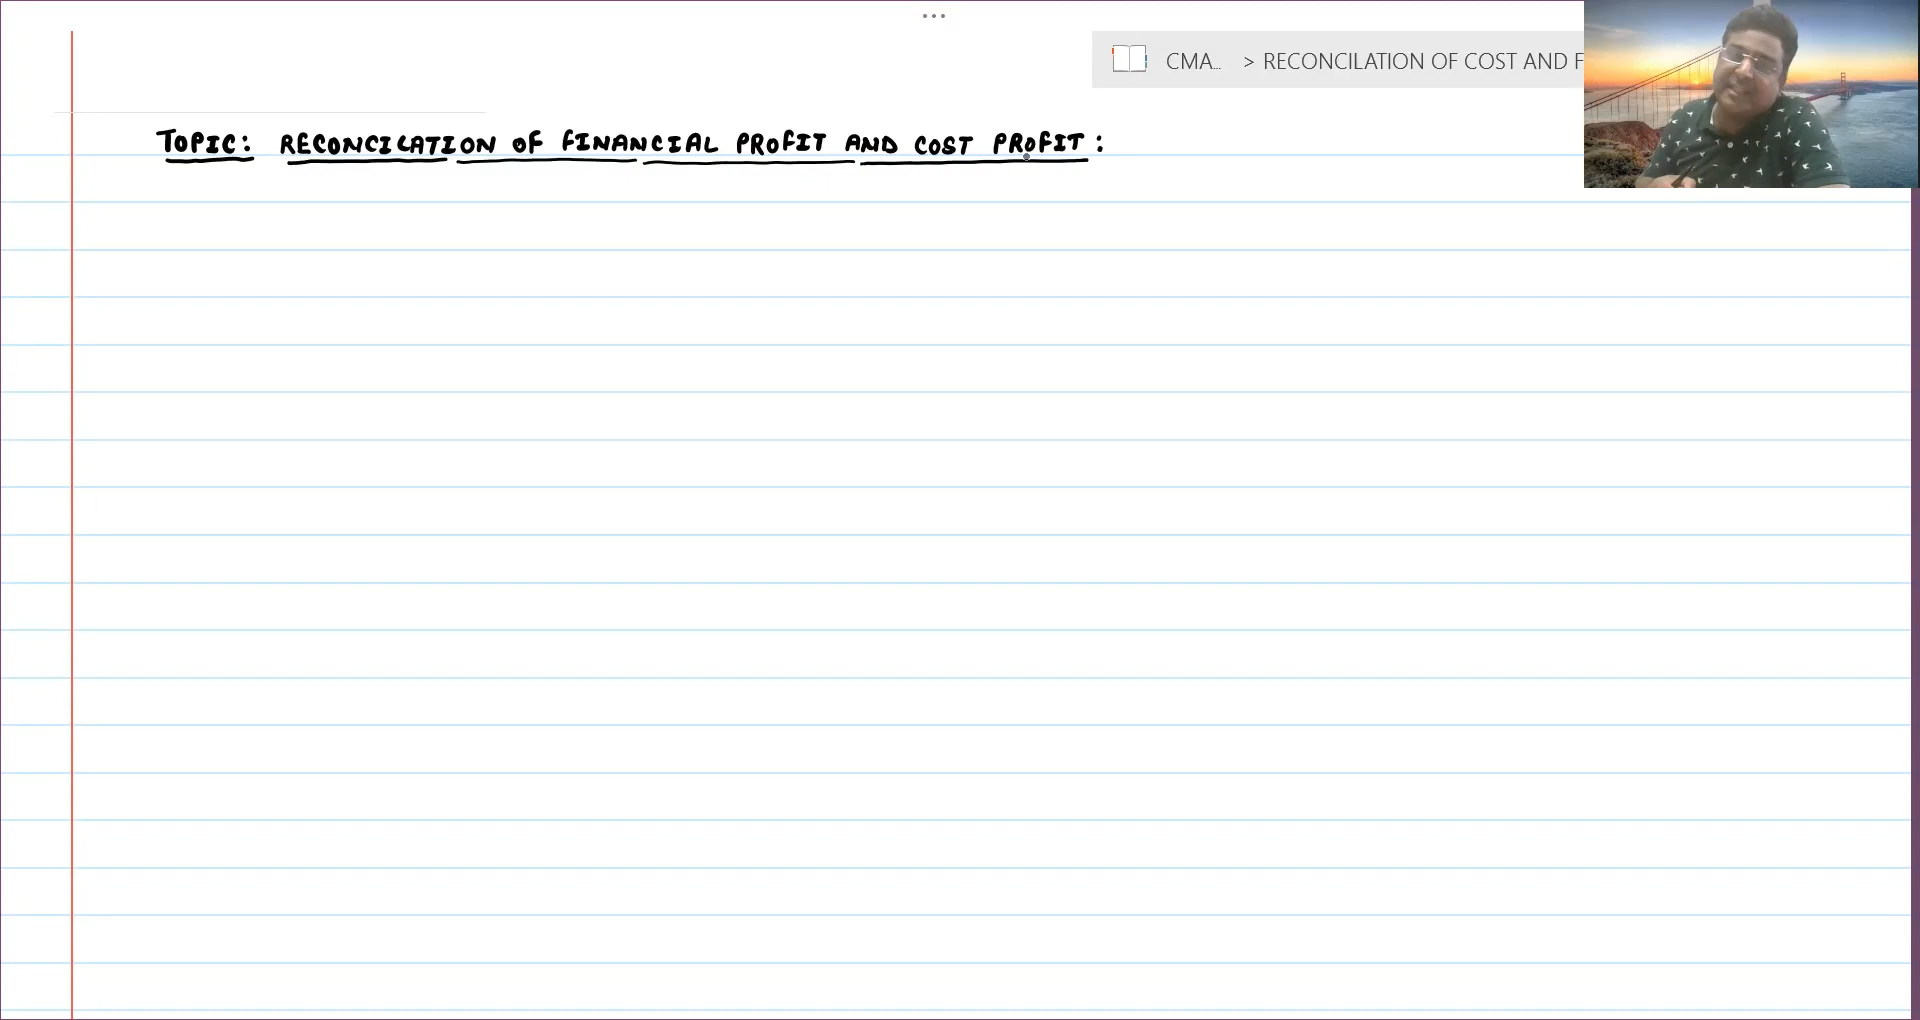 CMA... > RECONCILATION OF COST AND F
TOPIC: RECONCILATION OF FINANCIAL PROFIT AND COST PROFIT: